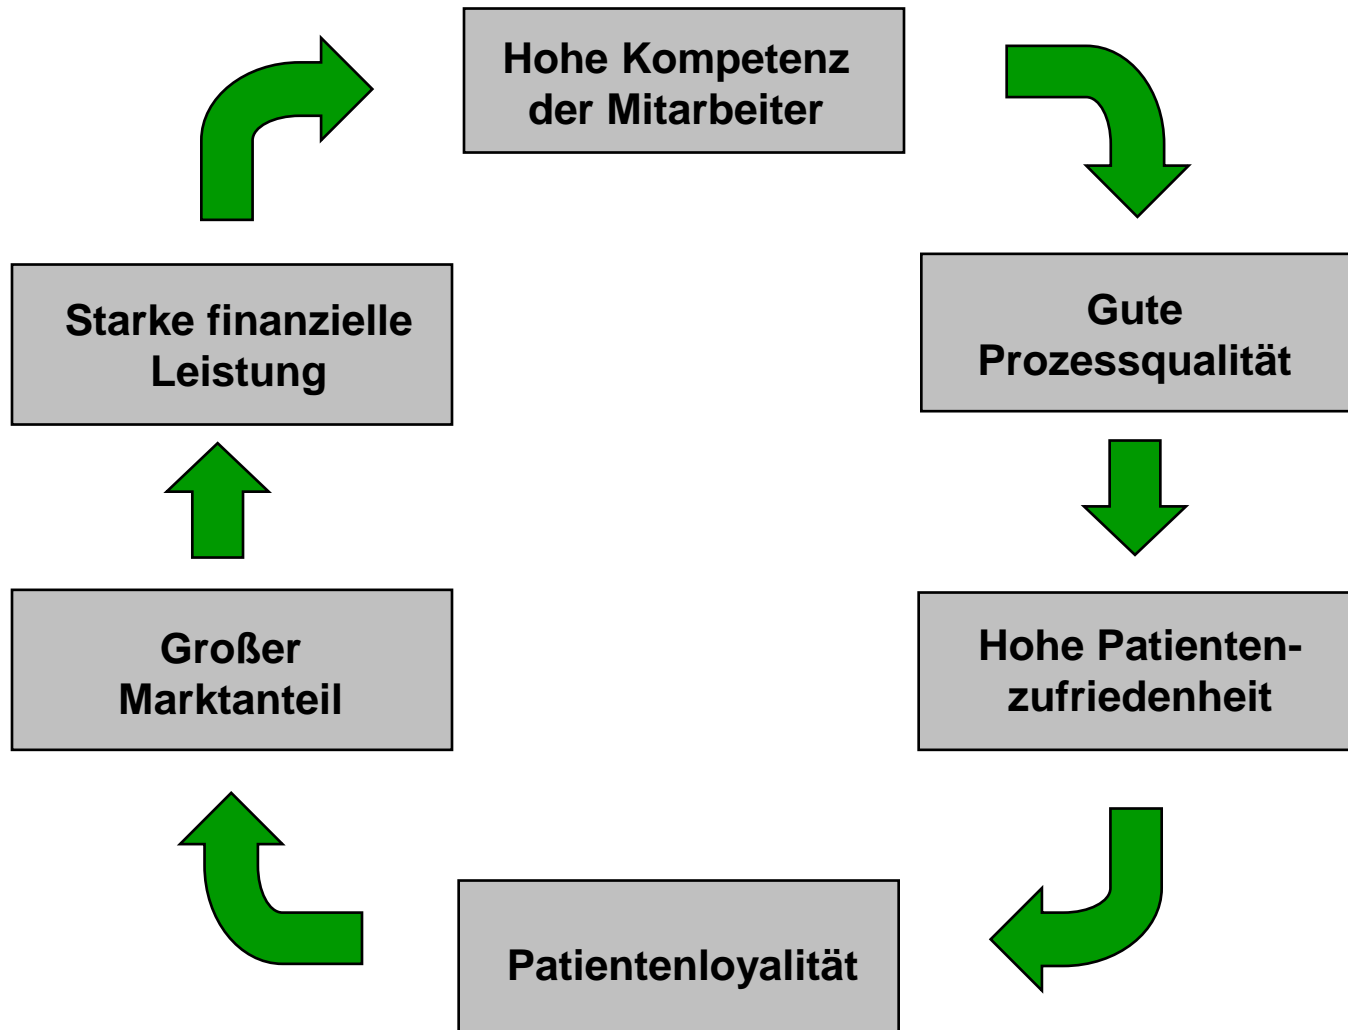 Hohe Kompetenz
der Mitarbeiter
Starke finanzielle
Leistung
Gute
Prozessqualität
Großer
Marktanteil
Hohe Patienten-
zufriedenheit
Patientenloyalität